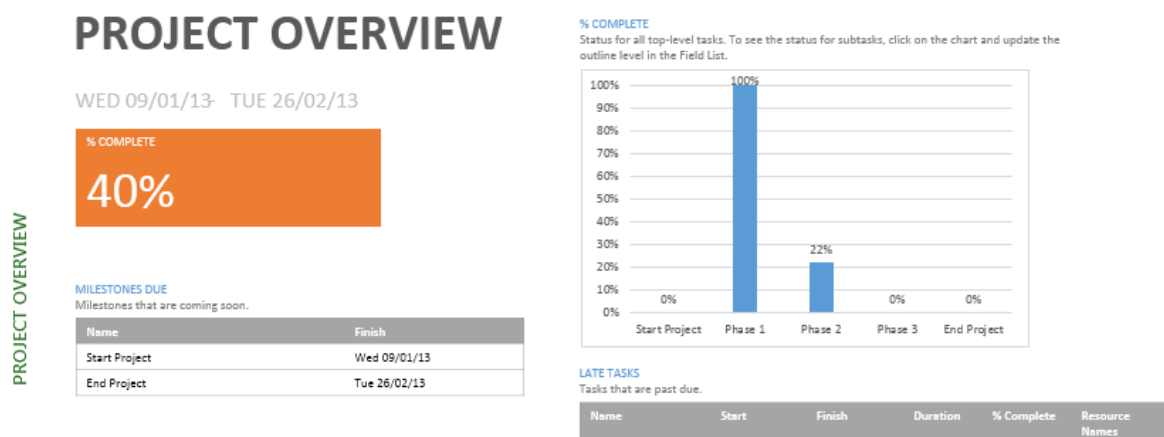 PROJECT OVERVIEW
WED 09/01/13- TUE 26/02/13
% COMPLETE
40%
PROJECT OVERVIEW
MILESTONES DUE
Milestones that are coming soon.
Name Finish
Start Project Wed 09/01/13
End Project Tue 26/02/13
% COMPLETE
Status for all top-level tasks. To see the status for subtasks, click on the chart and update the
outline level in the Field List.
100%
90%
80%
70%
60%
50%
40%
30%
20%
10%
0%
0% 100% 22% 0% 0%
Start Project Phase 1 Phase 2 Phase 3 End Project
LATE TASKS
Tasks that are past due.
Name Start Finish Duration % Complete Resource
Names